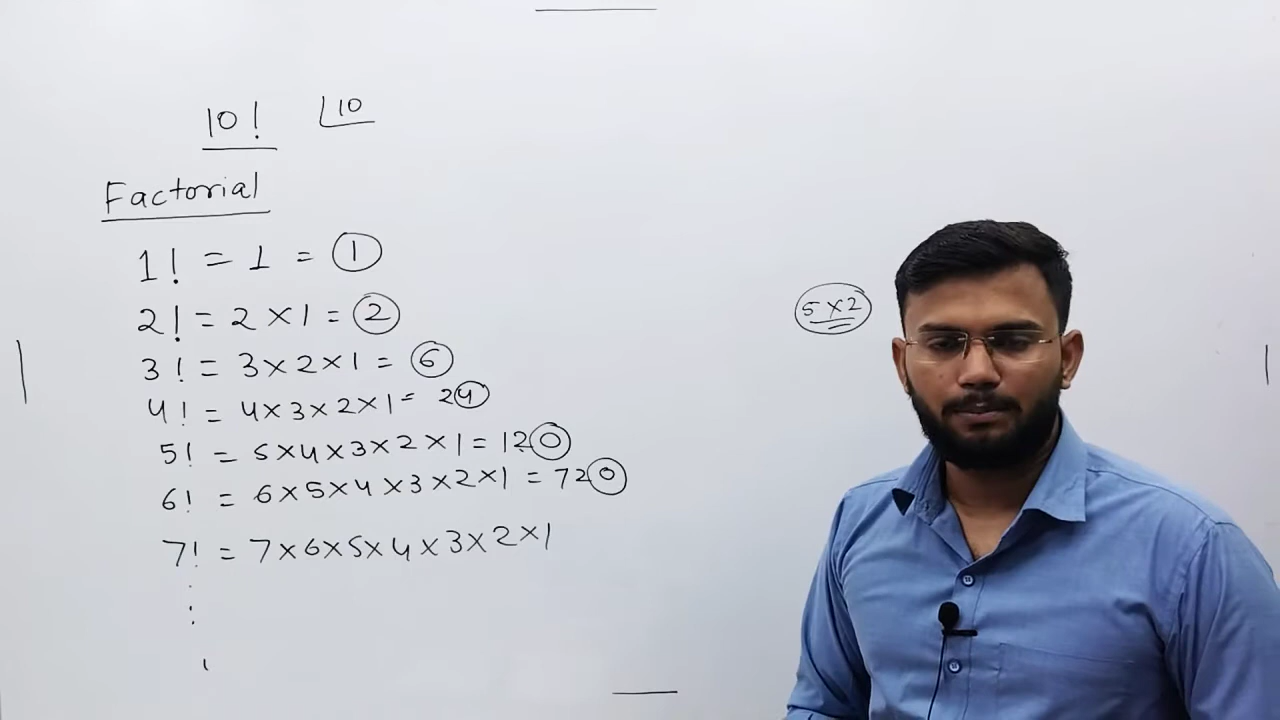 10! ⌊10
Factorial
1! = 1 = 1
2! = 2 × 1 = 2
3! = 3 × 2 × 1 = 6
5 × 2
4! = 4 × 3 × 2 × 1 = 24
5! = 5 × 4 × 3 × 2 × 1 = 120
6! = 6 × 5 × 4 × 3 × 2 × 1 = 720
7! = 7 × 6 × 5 × 4 × 3 × 2 × 1